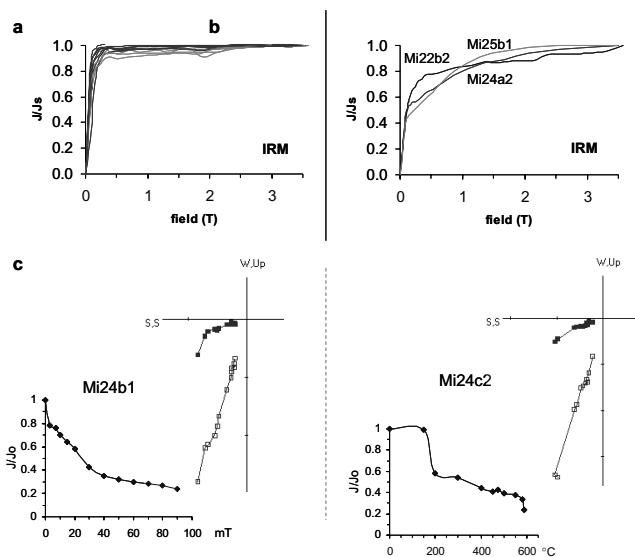 a
b
1.0
0.8
0.6
0.4
0.2
0.0
J/Js
IRM
0 1 2 3
field (T)
1.0
0.8
0.6
0.4
0.2
0.0
J/Js
Mi22b2
Mi25b1
Mi24a2
IRM
0 1 2 3
field (T)
c
W,Up
S,S
Mi24b1
1
0.8
0.6
0.4
0.2
0
J/Jo
0 20 40 60 80 100
mT
W,Up
S,S
Mi24c2
1
0.8
0.6
0.4
0.2
0
J/Jo
0 200 400 600
°C